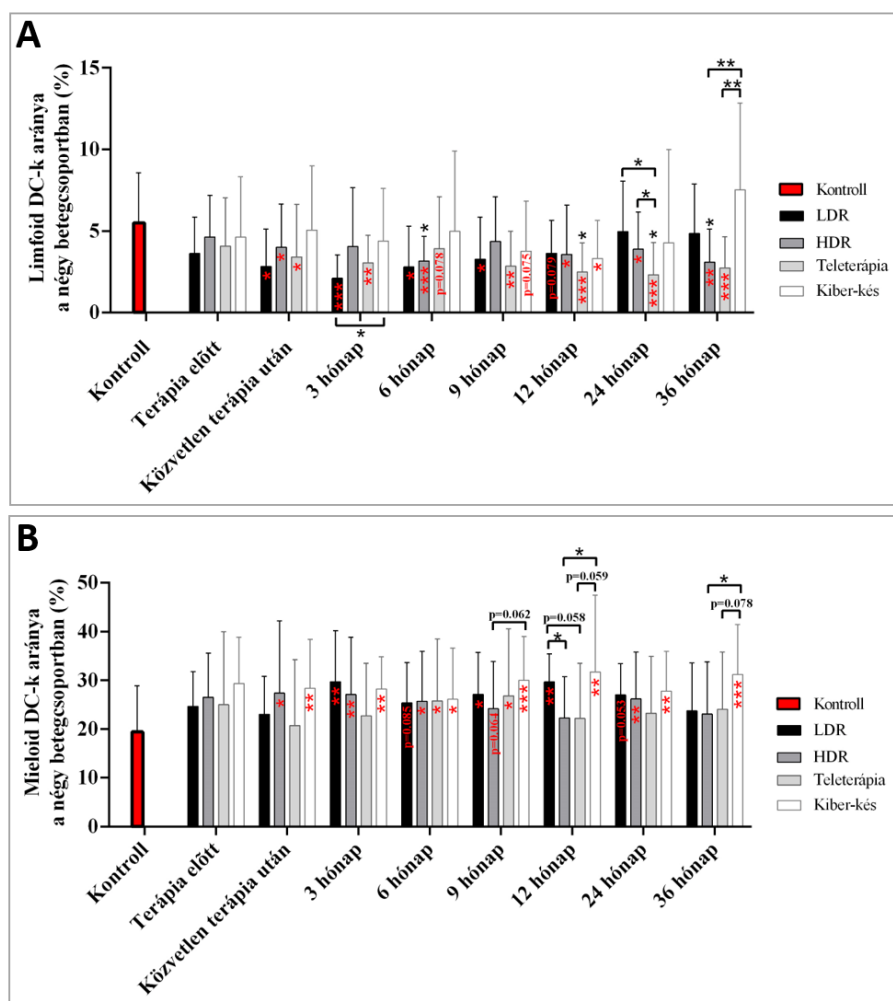 A
Limfoid DC-k aránya
a négy betegcsoportban (%)
15
10
5
0
**
**
*
*
*
*
*
*
*
*
*
*
***
**
*
***
p=0.078
*
**
p=0.075
p=0.079
*
***
*
*
***
**
***
*
Kontroll
Terápia előtt
Közvetlen terápia után
3 hónap
6 hónap
9 hónap
12 hónap
24 hónap
36 hónap
Kontroll
LDR
HDR
Teleterápia
Kiber-kés
B
Mieloid DC-k aránya
a négy betegcsoportban (%)
50
40
30
20
10
0
*
p=0.059
p=0.058
*
p=0.062
*
p=0.078
*
**
**
**
**
p=0.085
*
*
*
*
p=0.064
*
***
**
**
p=0.053
**
**
***
Kontroll
Terápia előtt
Közvetlen terápia után
3 hónap
6 hónap
9 hónap
12 hónap
24 hónap
36 hónap
Kontroll
LDR
HDR
Teleterápia
Kiber-kés